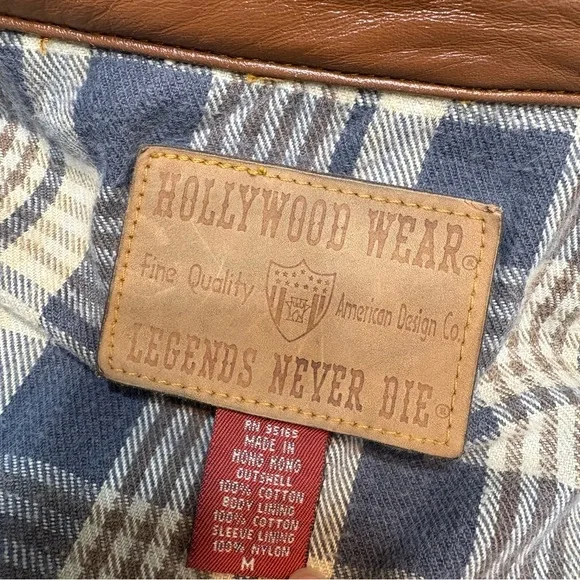 HOLLYWOOD WEAR®
Fine Quality
American Design Co.
LEGENDS NEVER DIE®
RN 95165
MADE IN
HONG KONG
OUTSHELL
100% COTTON
BODY LINING
100% COTTON
SLEEVE LINING
100% NYLON
M